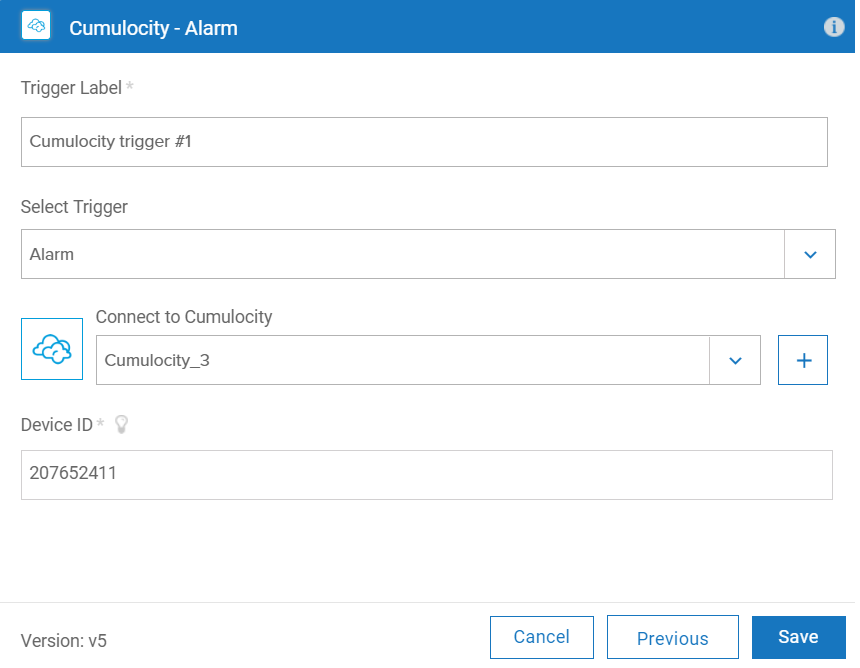 Cumulocity - Alarm
Trigger Label *
Cumulocity trigger #1
Select Trigger
Alarm
Connect to Cumulocity
Cumulocity_3
Device ID *
207652411
Version: v5
Cancel
Previous
Save